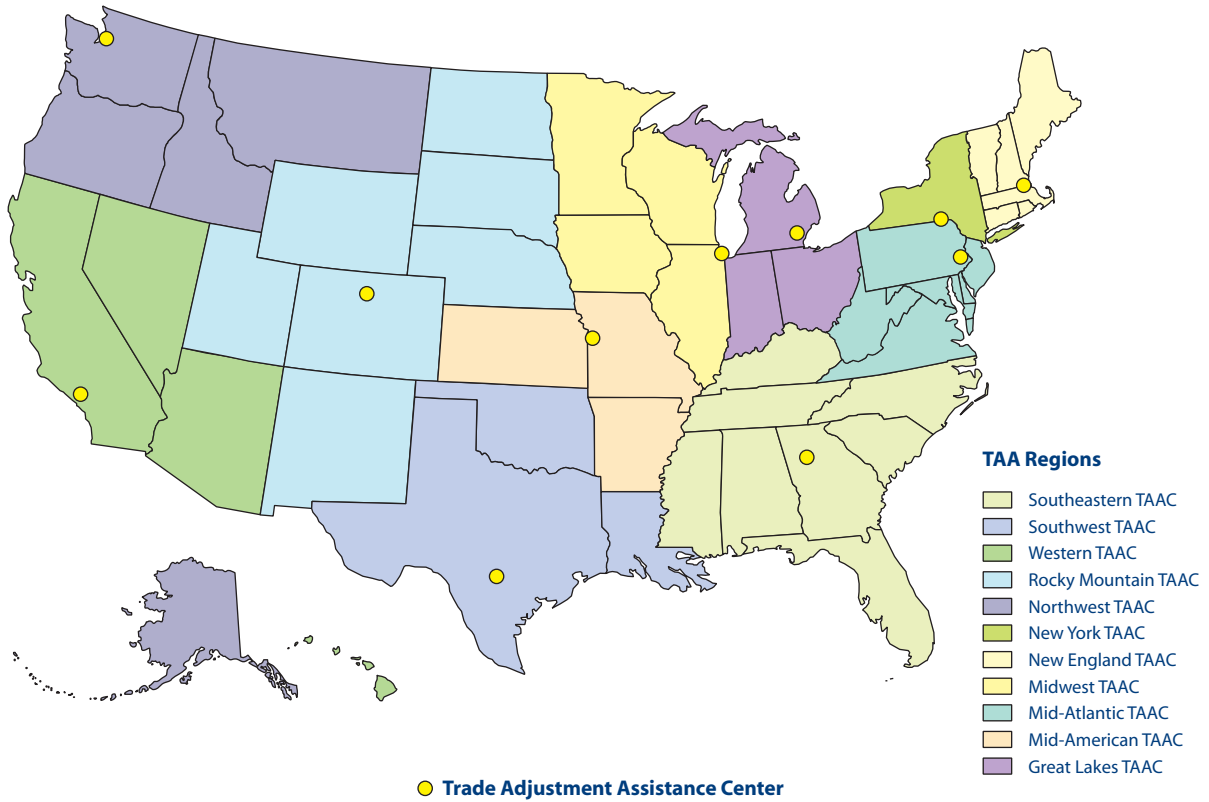 TAA Regions
Southeastern TAAC
Southwest TAAC
Western TAAC
Rocky Mountain TAAC
Northwest TAAC
New York TAAC
New England TAAC
Midwest TAAC
Mid-Atlantic TAAC
Mid-American TAAC
Great Lakes TAAC
Trade Adjustment Assistance Center